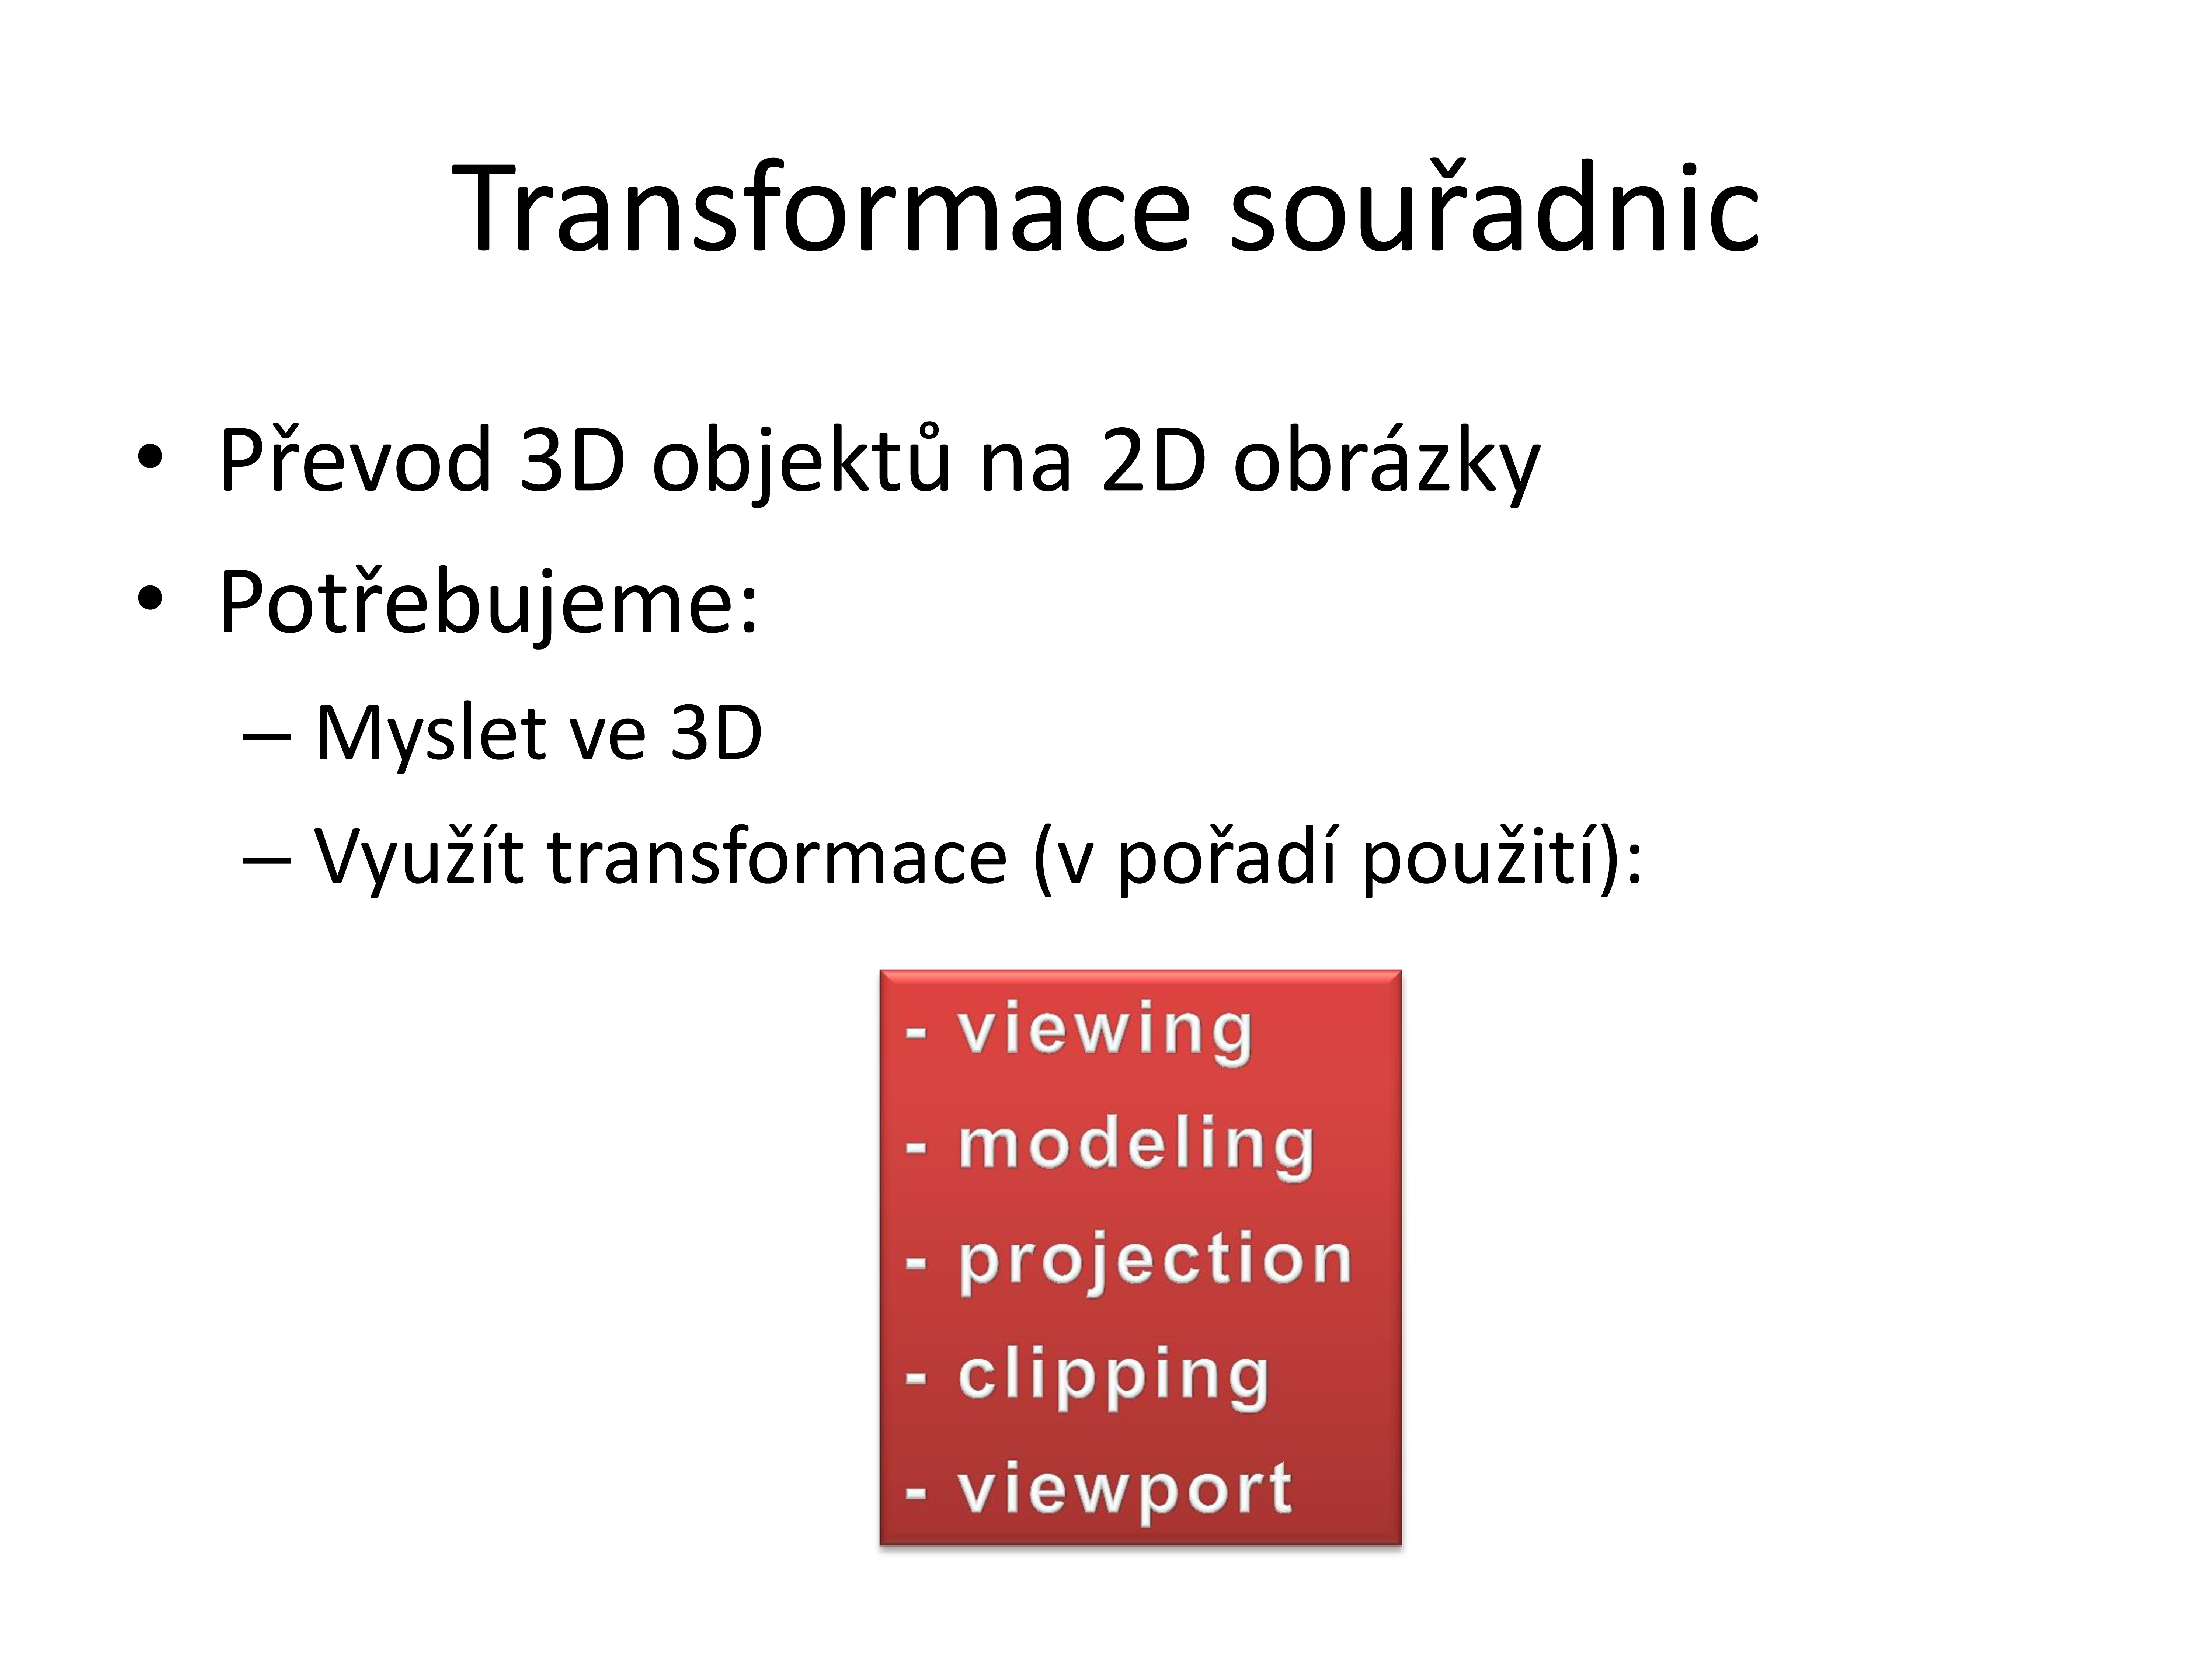 Transformace souřadnic
• Převod 3D objektů na 2D obrázky
• Potřebujeme:
– Myslet ve 3D
– Využít transformace (v pořadí použití):
- viewing
- modeling
- projection
- clipping
- viewport